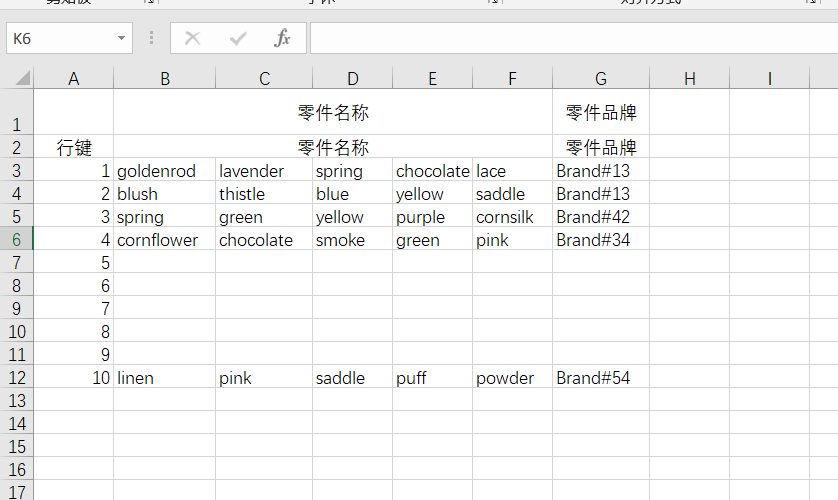 K6
fx
A B C D E F G H I
1 零件名称 零件品牌
2 行键 零件名称 零件品牌
3 1 goldenrod lavender spring chocolate lace Brand#13
4 2 blush thistle blue yellow saddle Brand#13
5 3 spring green yellow purple cornsilk Brand#42
6 4 cornflower chocolate smoke green pink Brand#34
7 5
8 6
9 7
10 8
11 9
12 10 linen pink saddle puff powder Brand#54
13
14
15
16
17